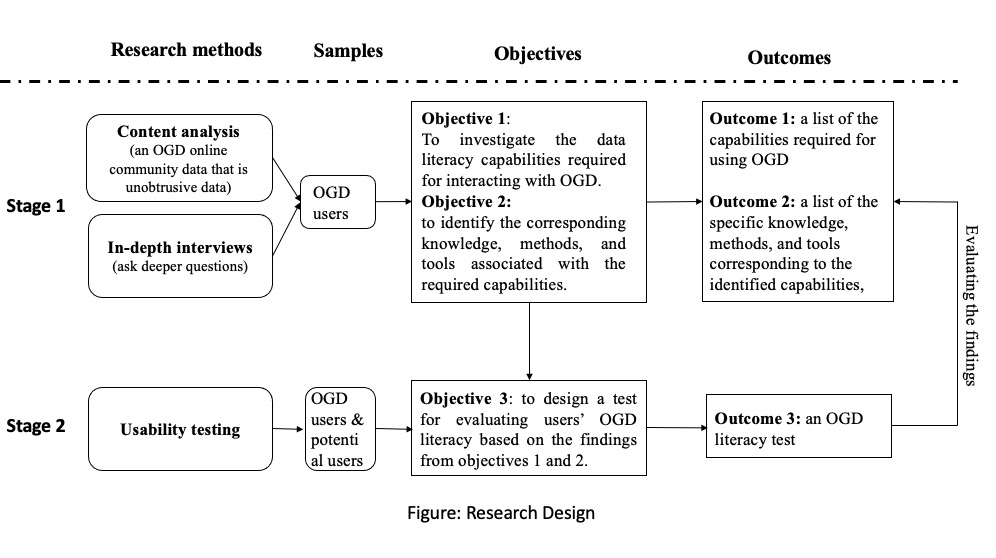 Research methods
Samples
Objectives
Outcomes
Stage 1
Content analysis
(an OGD online
community data that is
unobtrusive data)
In-depth interviews
(ask deeper questions)
OGD
users
Objective 1:
To investigate the data
literacy capabilities required
for interacting with OGD.
Objective 2:
to identify the corresponding
knowledge, methods, and
tools associated with the
required capabilities.
Outcome 1: a list of the
capabilities required for
using OGD
Outcome 2: a list of the
specific knowledge,
methods, and tools
corresponding to the
identified capabilities,
Evaluating the findings
Stage 2
Usability testing
OGD
users &
potenti
al users
Objective 3: to design a test
for evaluating users’ OGD
literacy based on the findings
from objectives 1 and 2.
Outcome 3: an OGD
literacy test
Figure: Research Design